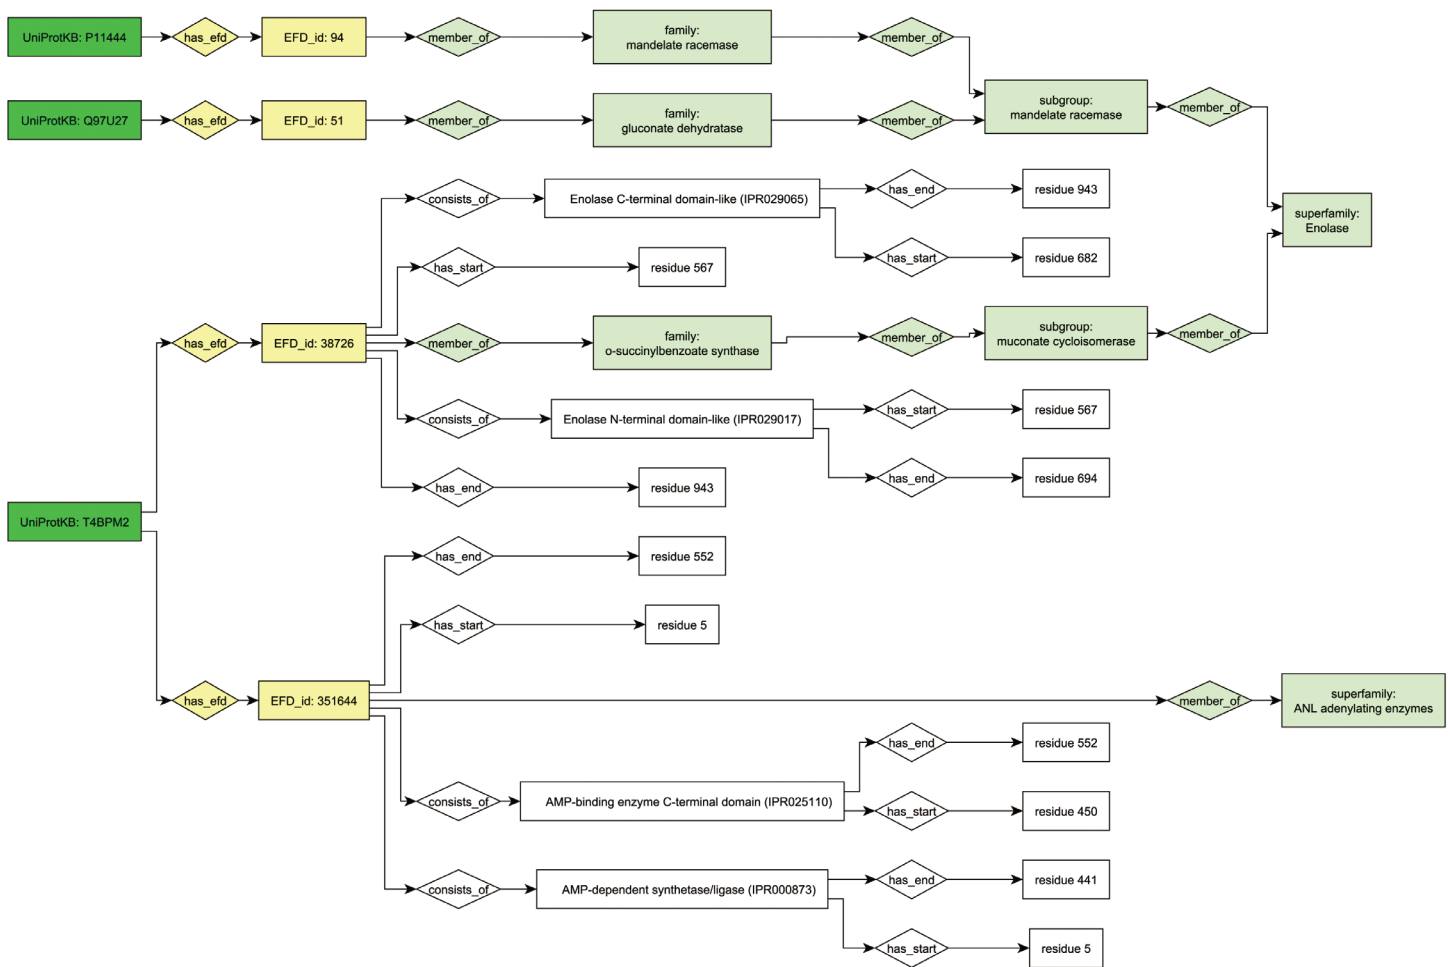 UniProtKB: P11444
has_efd
EFD_id: 94
member_of
family:
mandelate racemase
member_of
UniProtKB: Q97U27
has_efd
EFD_id: 51
member_of
family:
gluconate dehydratase
member_of
subgroup:
mandelate racemase
member_of
consists_of
Enolase C-terminal domain-like (IPR029065)
has_end
residue 943
superfamily:
Enolase
has_start
residue 567
has_start
residue 682
has_efd
EFD_id: 38726
member_of
family:
o-succinylbenzoate synthase
member_of
subgroup:
muconate cycloisomerase
member_of
consists_of
Enolase N-terminal domain-like (IPR029017)
has_start
residue 567
has_end
residue 943
has_end
residue 694
UniProtKB: T4BPM2
has_end
residue 552
has_start
residue 5
has_efd
EFD_id: 351644
member_of
superfamily:
ANL adenylating enzymes
has_end
residue 552
consists_of
AMP-binding enzyme C-terminal domain (IPR025110)
has_start
residue 450
consists_of
AMP-dependent synthetase/ligase (IPR000873)
has_end
residue 441
has_start
residue 5